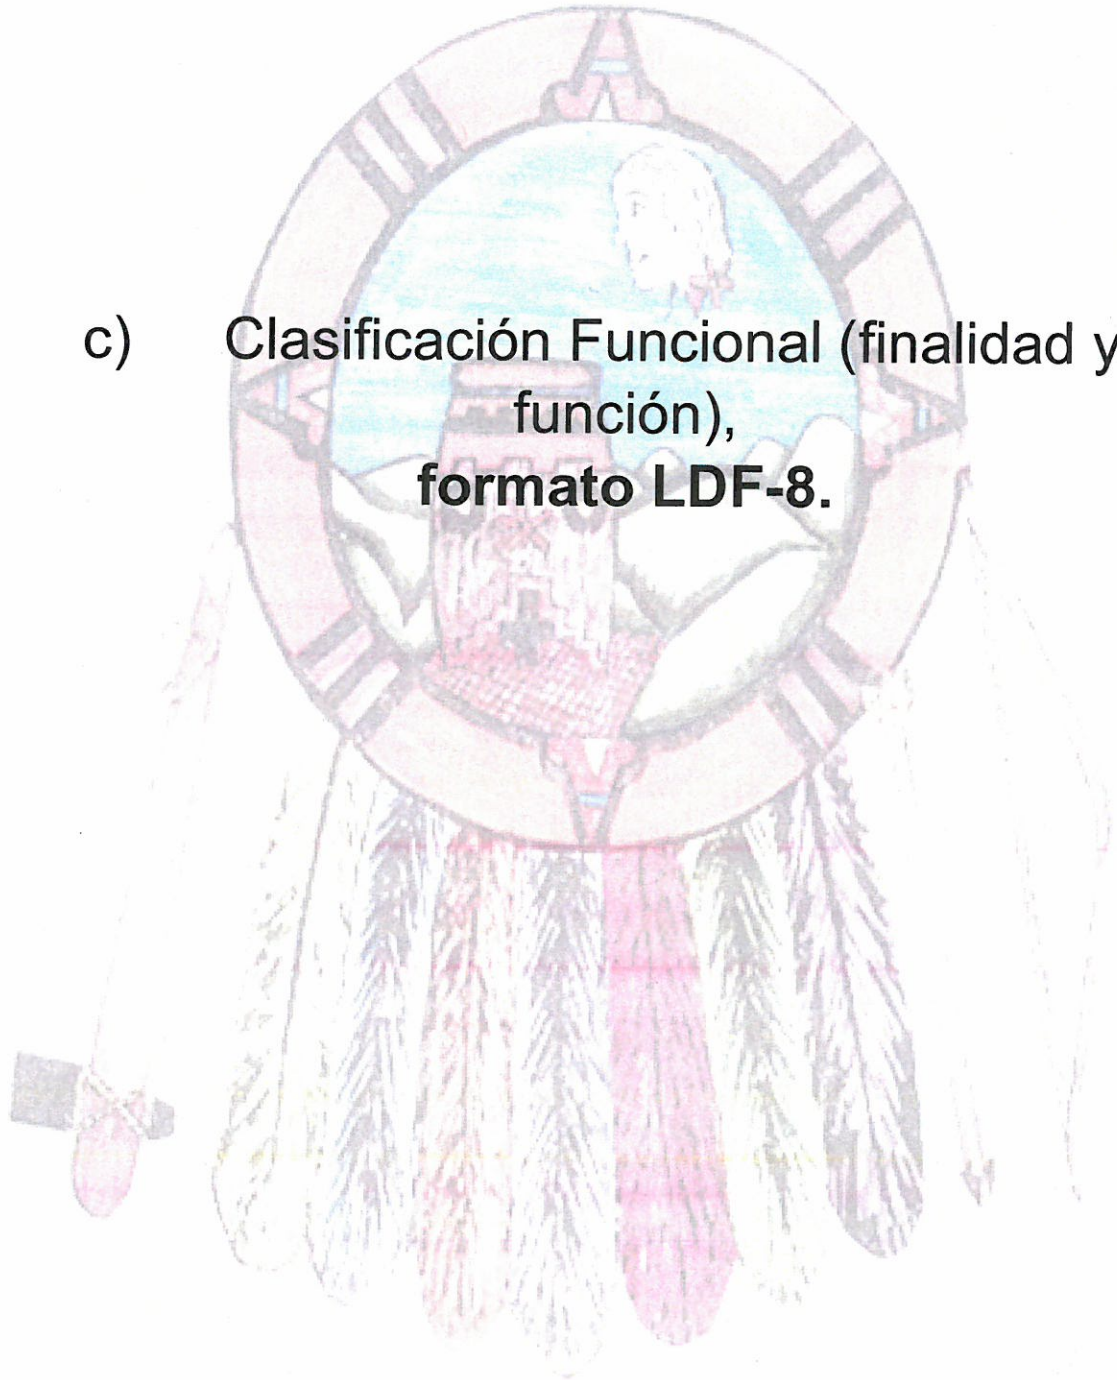 c) Clasificación Funcional (finalidad y
función),
formato LDF-8.